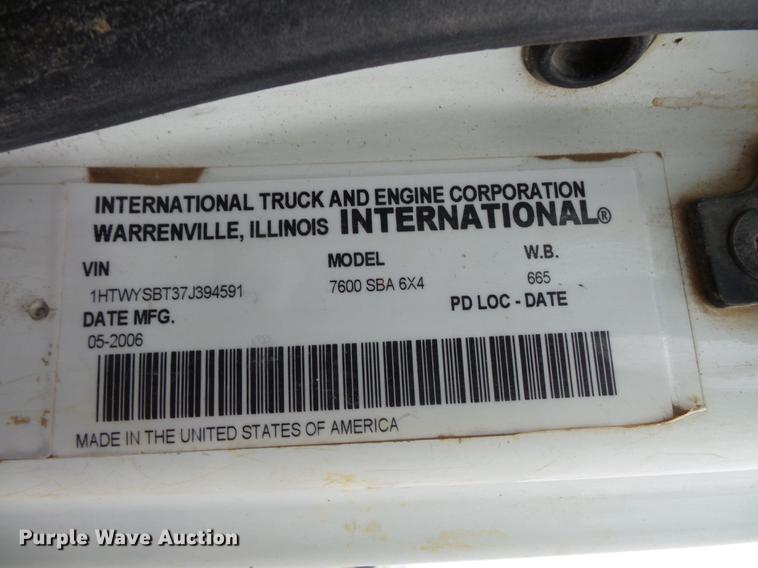 INTERNATIONAL TRUCK AND ENGINE CORPORATION
WARRENVILLE, ILLINOIS INTERNATIONAL®
VIN MODEL W.B.
1HTWYSBT37J394591 7600 SBA 6X4 665
DATE MFG. PD LOC - DATE
05-2006
MADE IN THE UNITED STATES OF AMERICA
Purple Wave Auction